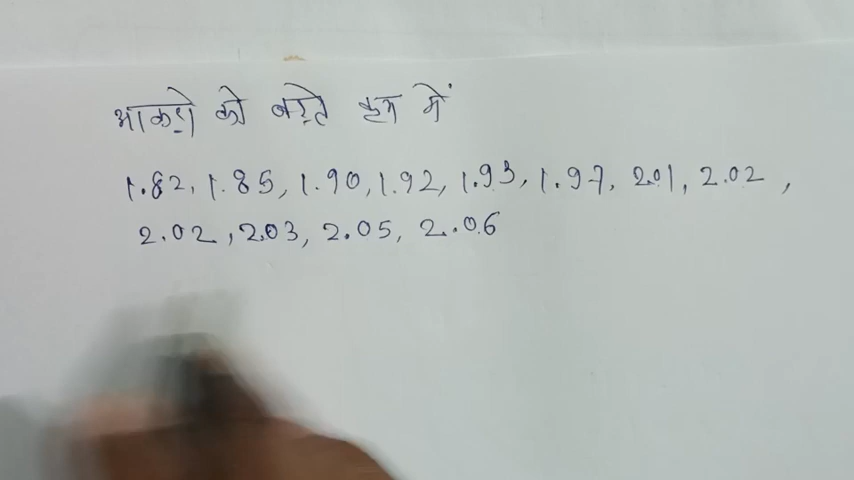 आकड़ो को बढ़ते क्रम में
1.82, 1.85, 1.90, 1.92, 1.93, 1.97, 2.01, 2.02,
2.02, 2.03, 2.05, 2.06